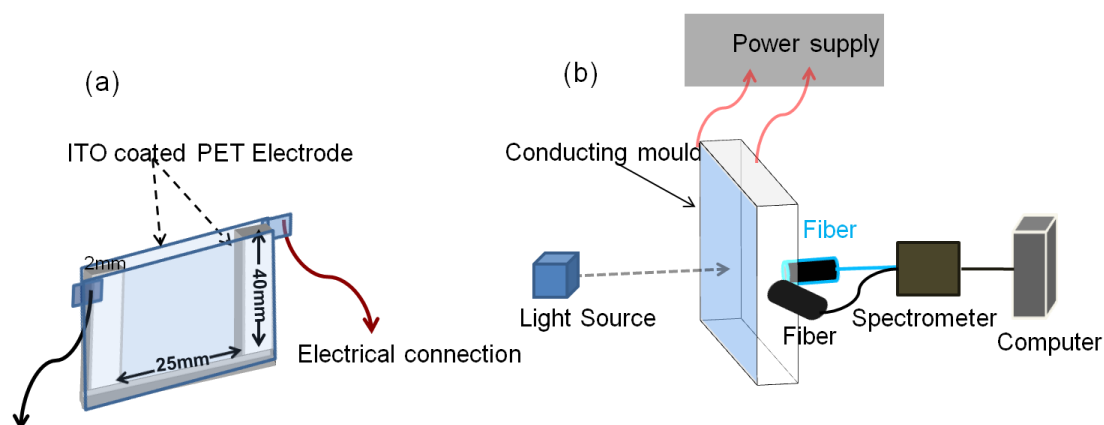 (a)
ITO coated PET Electrode
2mm
40mm
25mm
Electrical connection
(b)
Power supply
Conducting mould
Fiber
Light Source
Fiber
Spectrometer
Computer